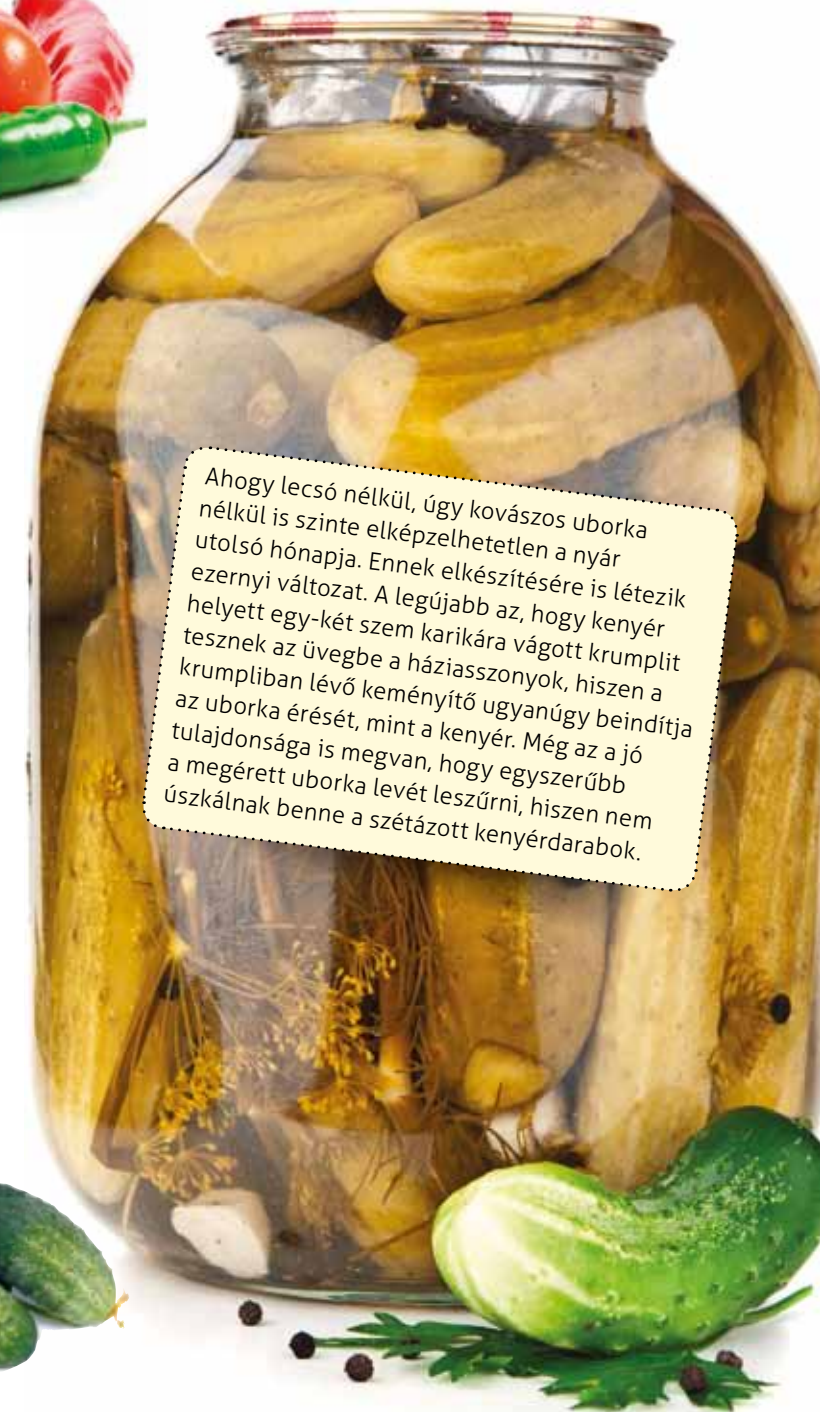 Ahogy lecsó nélkül, úgy kovászos uborka
nélkül is szinte elképzelhetetlen a nyár
utolsó hónapja. Ennek elkészítésére is létezik
ezernyi változat. A legújabb az, hogy kenyér
helyett egy-két szem karikára vágott krumplit
tesznek az üvegbe a háziasszonyok, hiszen a
krumpliban lévő keményítő ugyanúgy beindítja
az uborka érését, mint a kenyér. Még az a jó
tulajdonsága is megvan, hogy egyszerűbb
a megérett uborka levét leszűrni, hiszen nem
úszkálnak benne a szétázott kenyérdarabok.